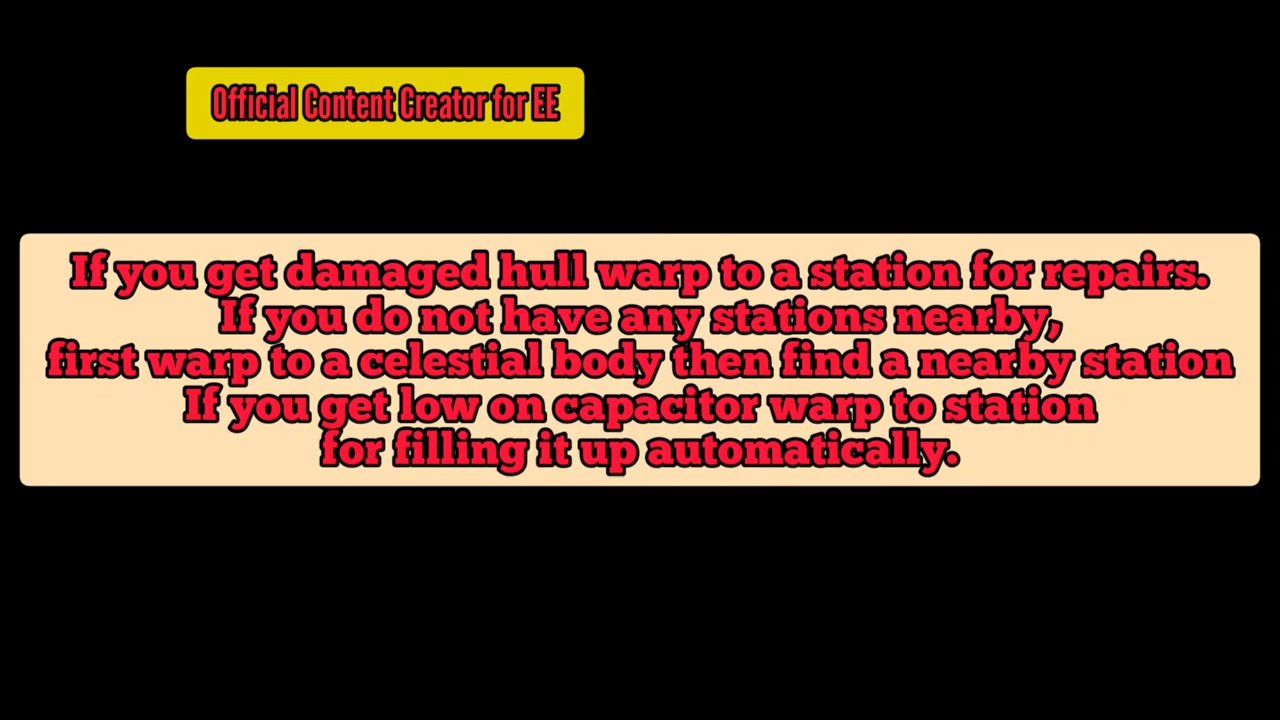 Official Content Creator for EE
If you get damaged hull warp to a station for repairs.
If you do not have any stations nearby,
first warp to a celestial body then find a nearby station
If you get low on capacitor warp to station
for filling it up automatically.